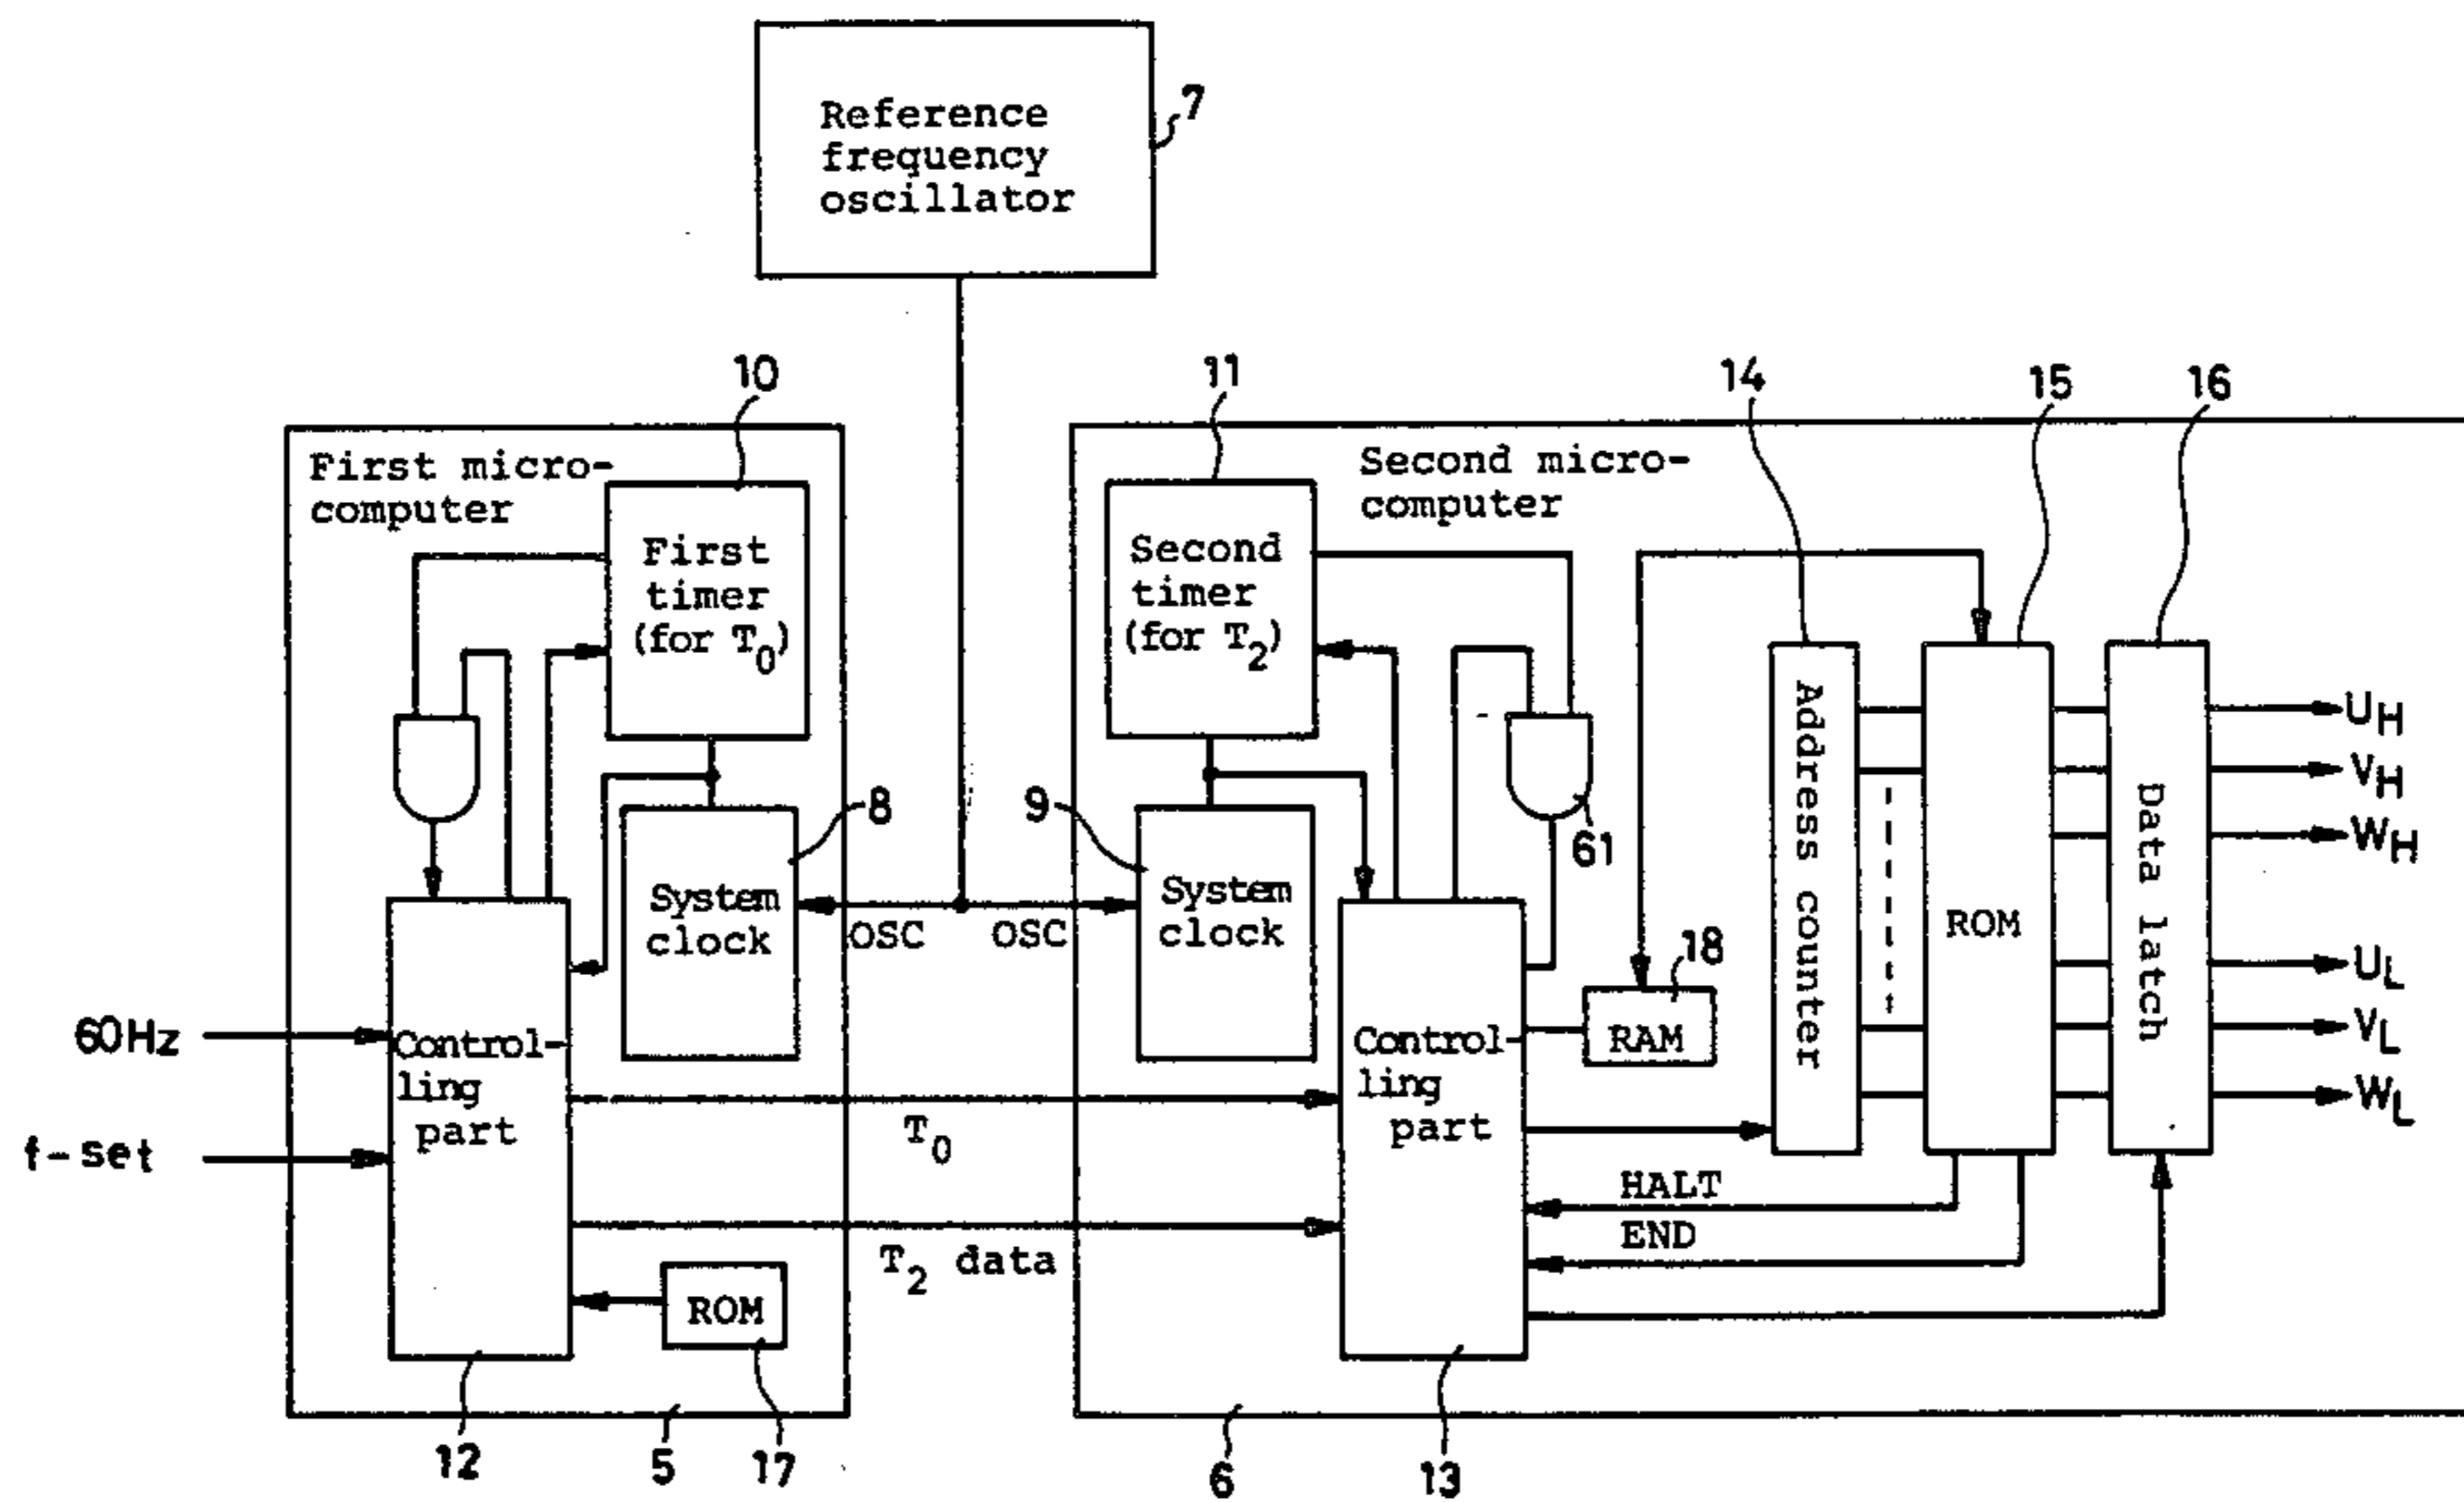 Reference
frequency
oscillator
7
10
11
14
15
16
First micro-
computer
Second micro-
computer
First
timer
(for T0)
Second
timer
(for T2)
8
9
61
System
clock
System
clock
OSC
OSC
60Hz
f-set
Control-
ling
part
Control-
ling
part
18
RAM
Address counter
ROM
Data latch
UH
VH
WH
UL
VL
WL
T0
T2 data
HALT
END
ROM
12
5
17
6
13